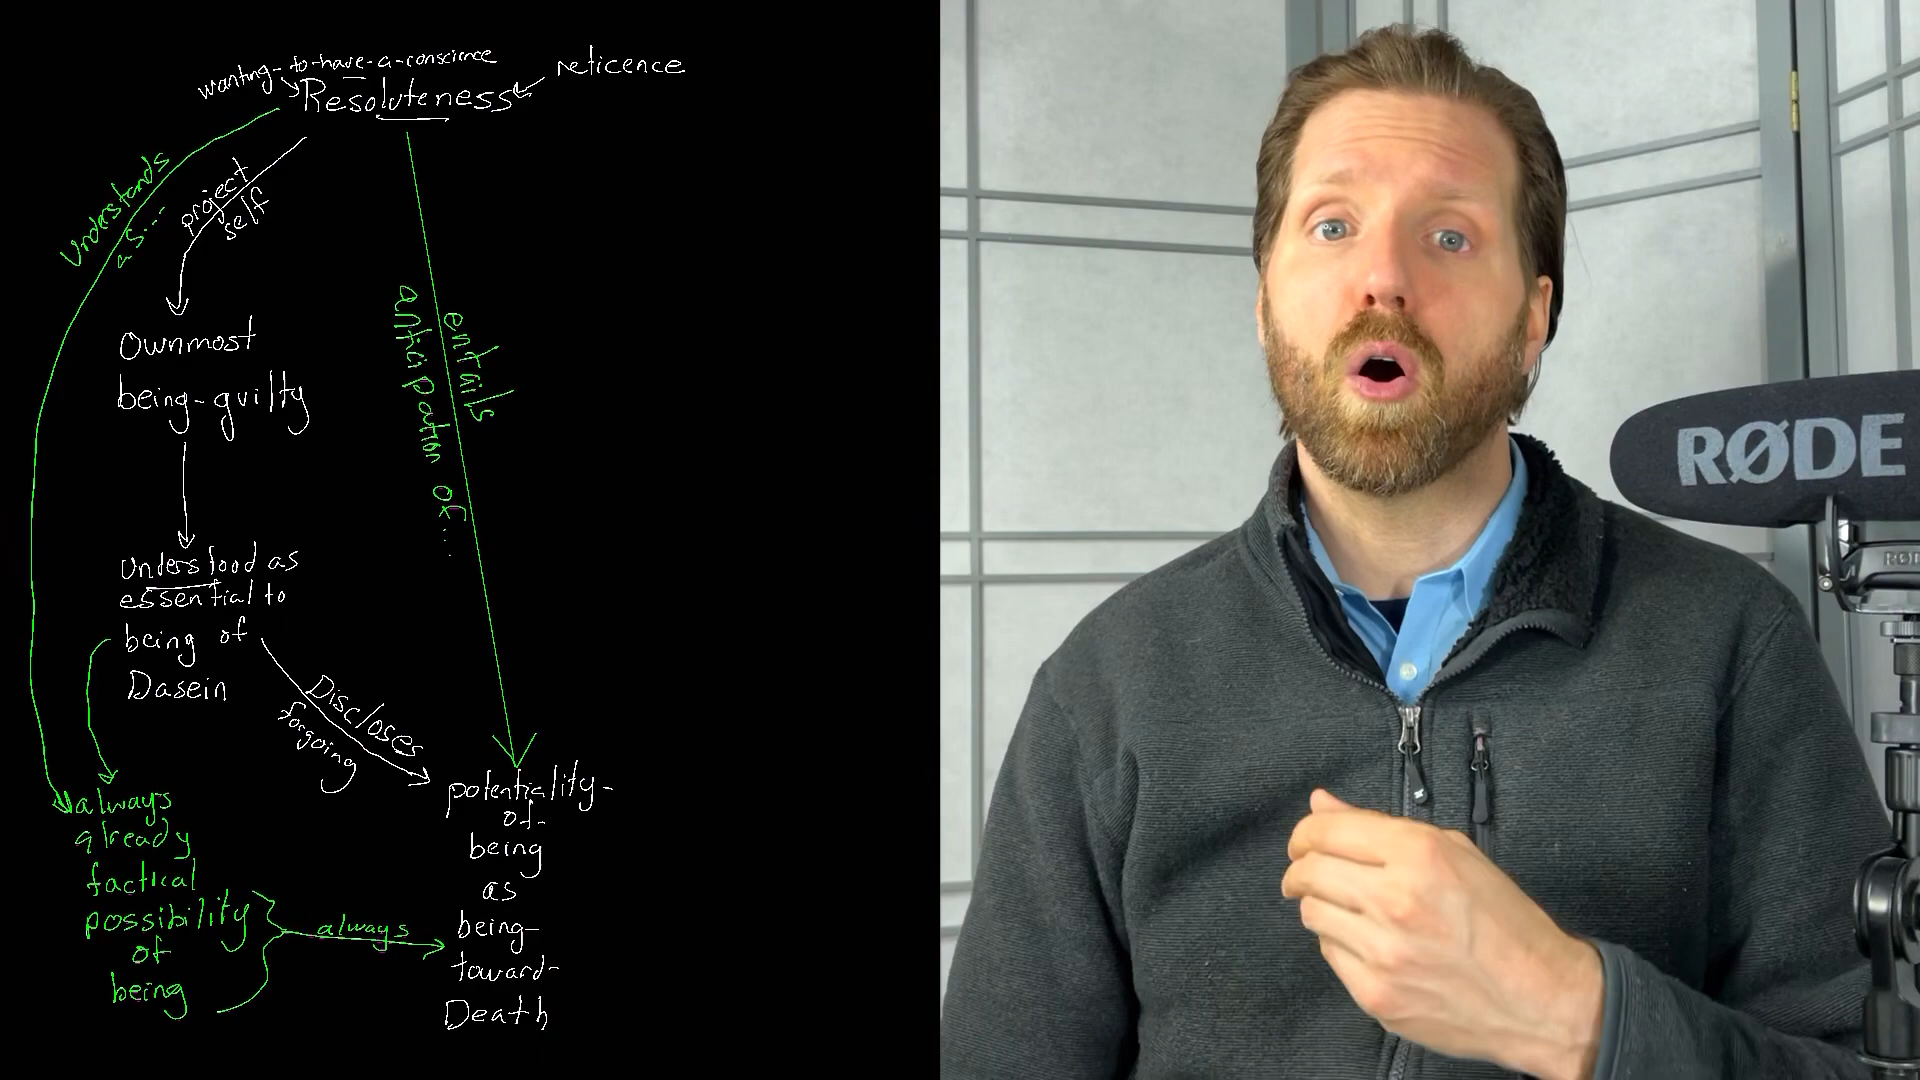 wanting-to-have-a-conscience
reticence
Resoluteness
Understands
as...
project
self
Ownmost
being-guilty
entails
anticipation of...
Understood as
essential to
being of
Dasein
Discloses
forgoing
always
already
factical
possibility
of
being
always
potentiality-
of-
being
as
being-
toward-
Death
RØDE
RØDE